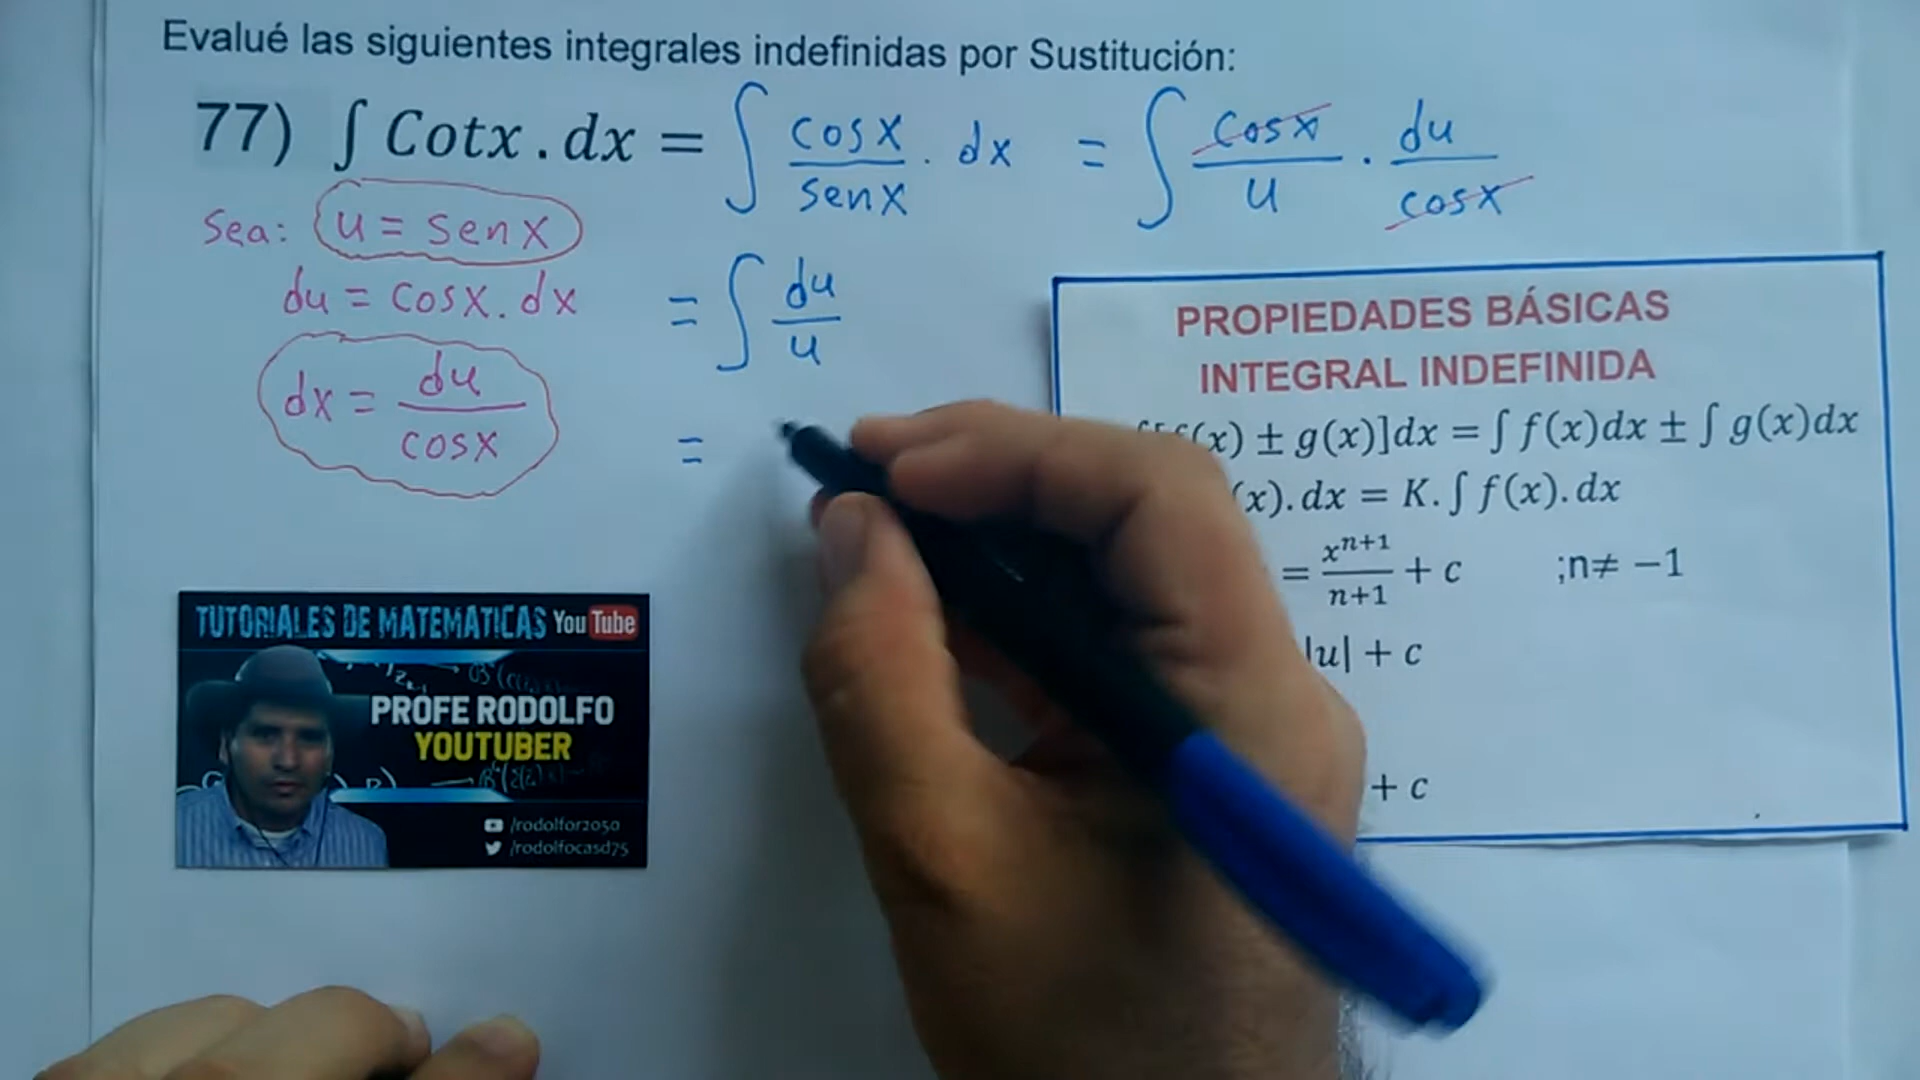 Evalué las siguientes integrales indefinidas por Sustitución:
77) ∫ Cotx . dx = ∫ cosx/senx . dx = ∫ cosx/u . du/cosx
Sea: u = senx
du = cosx . dx
dx = du/cosx
= ∫ du/u
=
PROPIEDADES BÁSICAS
INTEGRAL INDEFINIDA
(x) ± g(x)]dx = ∫ f(x)dx ± ∫ g(x)dx
(x). dx = K. ∫ f(x). dx
= x^{n+1}/n+1 + c ;n≠ −1
|u| + c
+ c
TUTORIALES DE MATEMATICAS YouTube
PROFE RODOLFO
YOUTUBER
/rodolfor2050
/rodolfocasd75